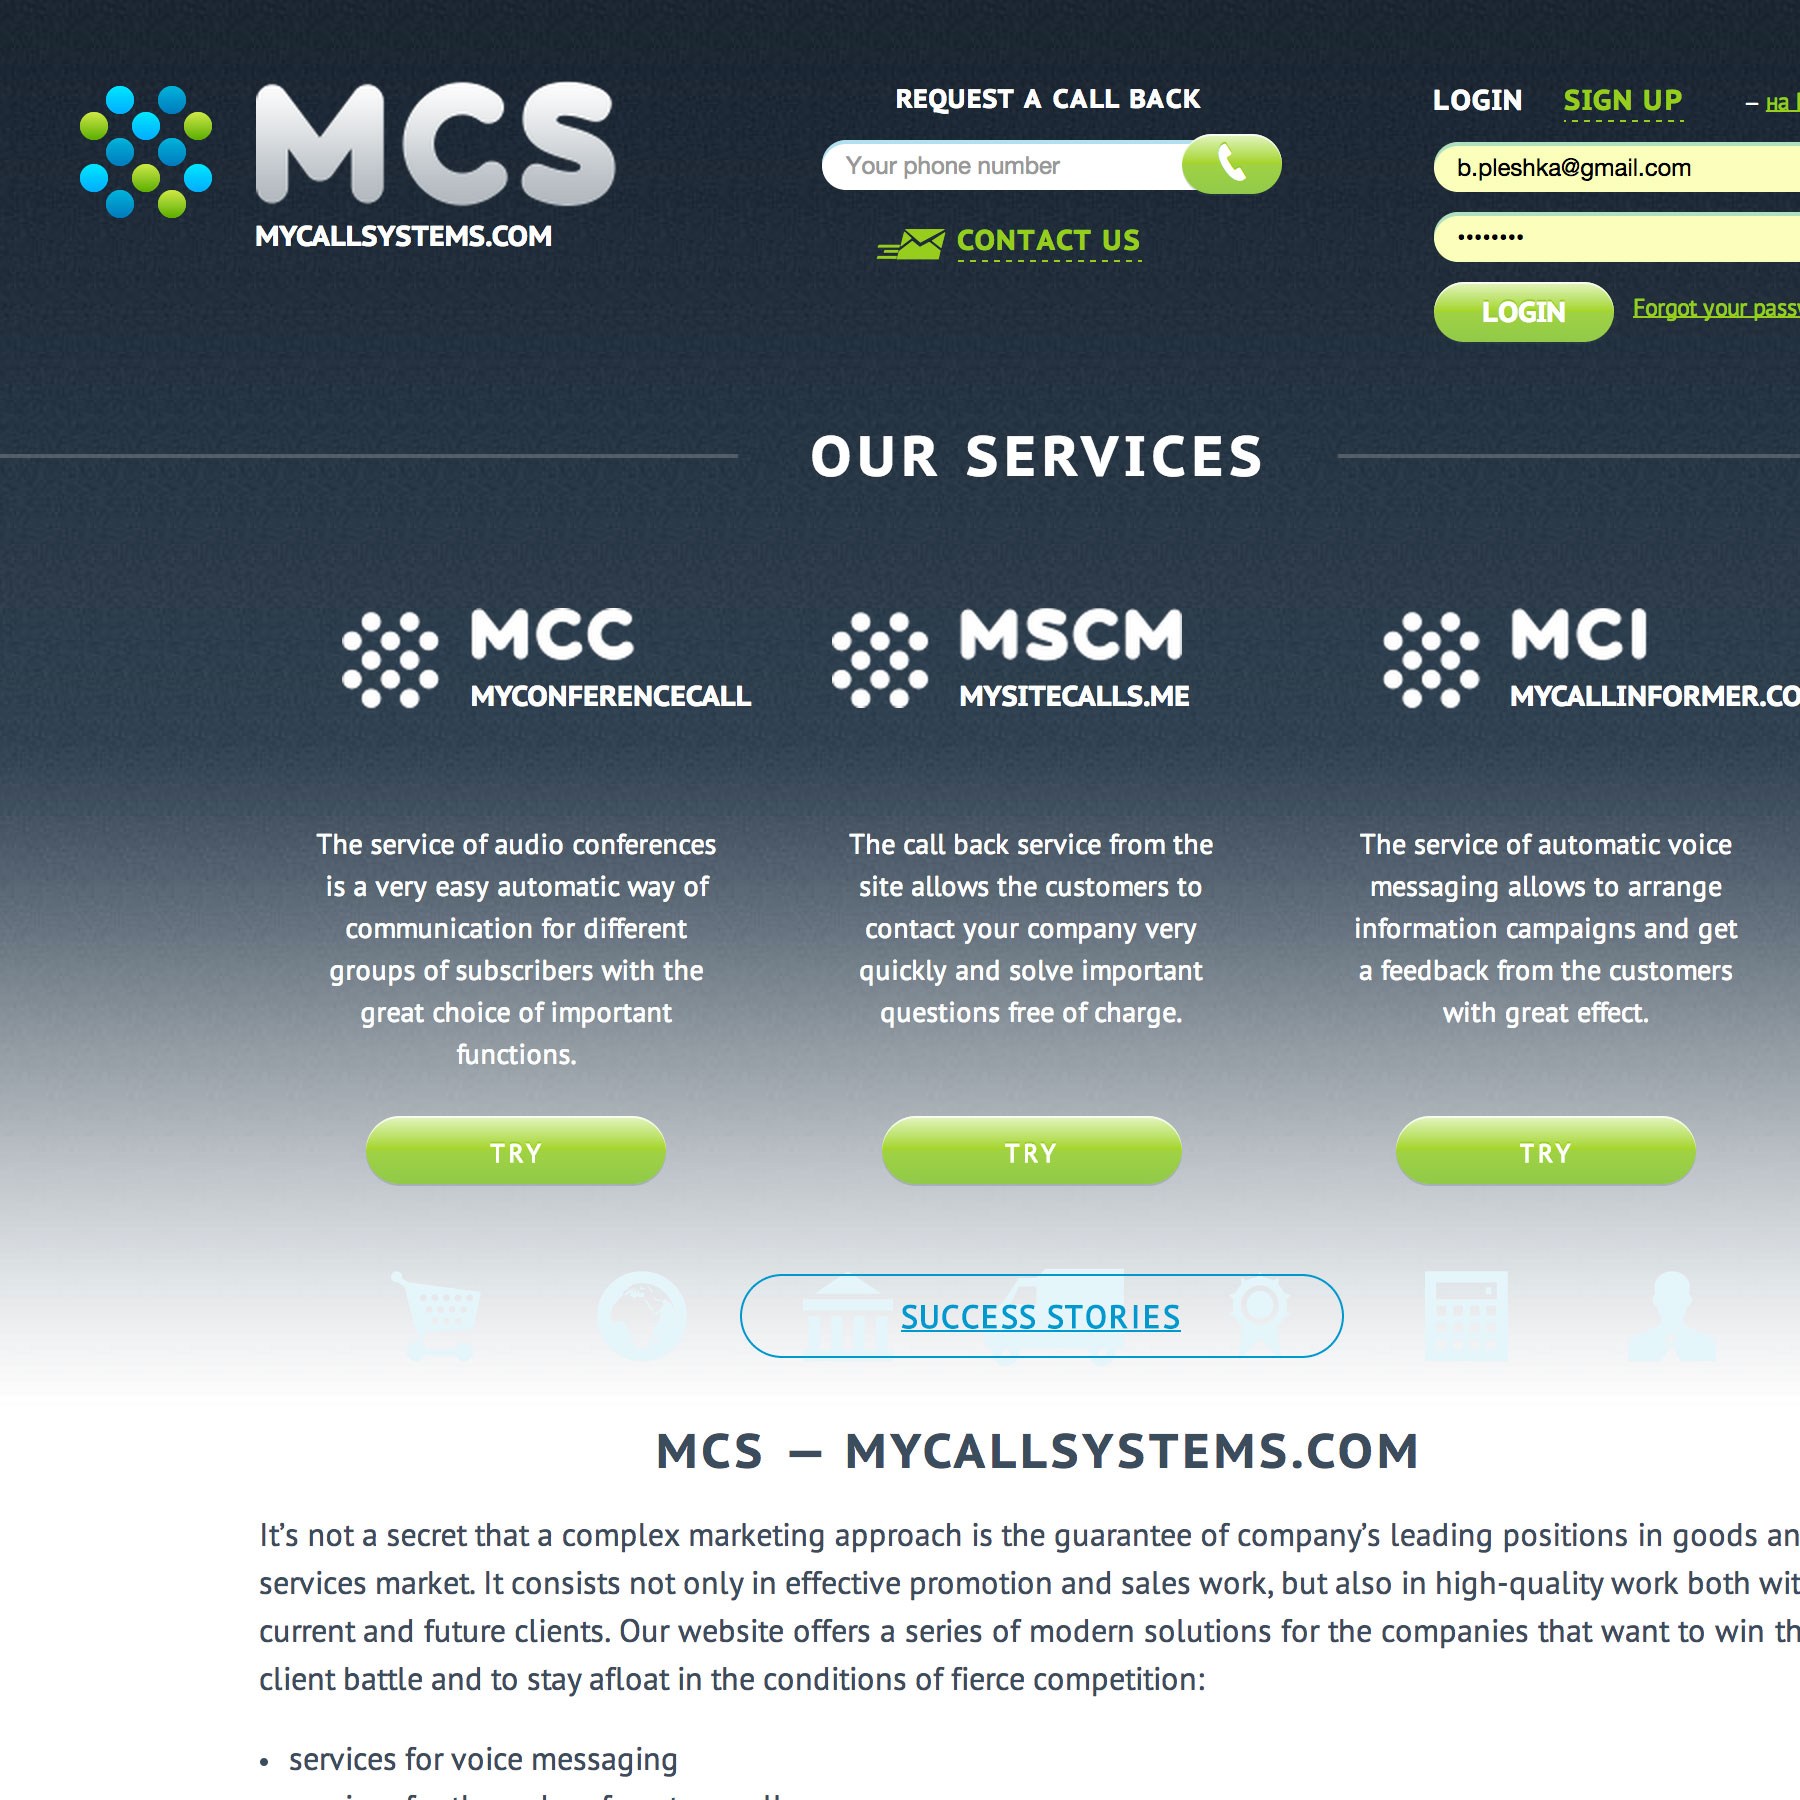 MCS
MYCALLSYSTEMS.COM
REQUEST A CALL BACK
Your phone number
CONTACT US
LOGIN SIGN UP – на
b.pleshka@gmail.com
••••••••
LOGIN Forgot your
OUR SERVICES
MCC
MYCONFERENCECALL
MSCM
MYSITECALLS.ME
MCI
MYCALLINFORMER.CO
The service of audio conferences
is a very easy automatic way of
communication for different
groups of subscribers with the
great choice of important
functions.
TRY
The call back service from the
site allows the customers to
contact your company very
quickly and solve important
questions free of charge.
TRY
The service of automatic voice
messaging allows to arrange
information campaigns and get
a feedback from the customers
with great effect.
TRY
SUCCESS STORIES
MCS – MYCALLSYSTEMS.COM
It’s not a secret that a complex marketing approach is the guarantee of company’s leading positions in goods an
services market. It consists not only in effective promotion and sales work, but also in high-quality work both wit
current and future clients. Our website offers a series of modern solutions for the companies that want to win th
client battle and to stay afloat in the conditions of fierce competition:
• services for voice messaging